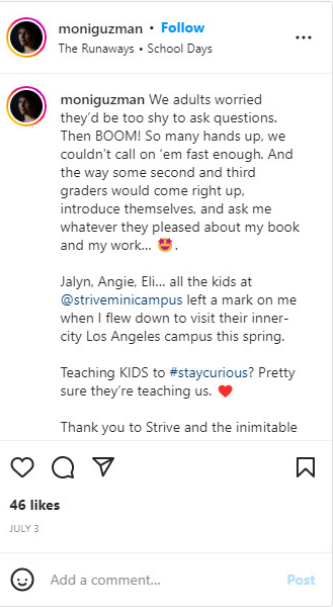 moniguzman • Follow
The Runaways • School Days
moniguzman We adults worried
they'd be too shy to ask questions.
Then BOOM! So many hands up, we
couldn't call on 'em fast enough. And
the way some second and third
graders would come right up,
introduce themselves, and ask me
whatever they pleased about my book
and my work... 🤩.
Jalyn, Angie, Eli... all the kids at
@striveminicampus left a mark on me
when I flew down to visit their inner-
city Los Angeles campus this spring.
Teaching KIDS to #staycurious? Pretty
sure they're teaching us. ❤️
Thank you to Strive and the inimitable
46 likes
JULY 3
Add a comment...
Post